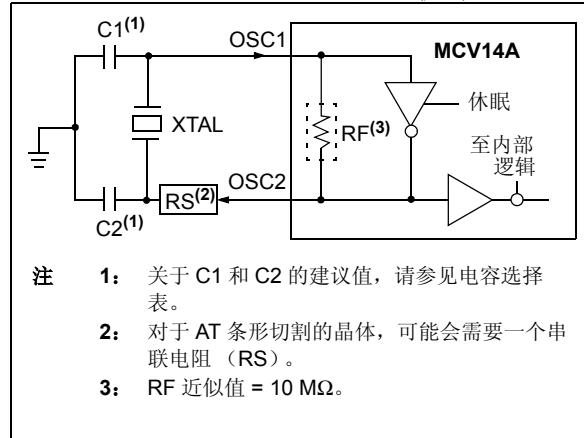 C1(1)
OSC1
MCV14A
休眠
XTAL
RF(3)
至内部
逻辑
OSC2
RS(2)
C2(1)
注 1： 关于 C1 和 C2 的建议值，请参见电容选择
表。
2： 对于 AT 条形切割的晶体，可能会需要一个串
联电阻 （RS）。
3： RF 近似值 = 10 MΩ。